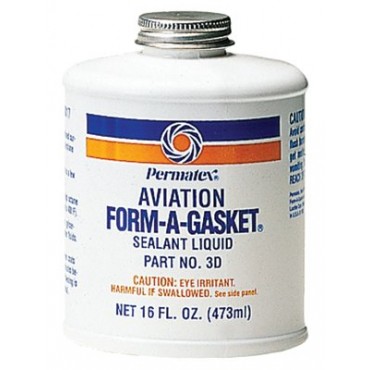 Permatex®
AVIATION
FORM-A-GASKET®
SEALANT LIQUID
PART NO. 3D
CAUTION: EYE IRRITANT.
HARMFUL IF SWALLOWED. See side panel.
NET 16 FL. OZ. (473ml)